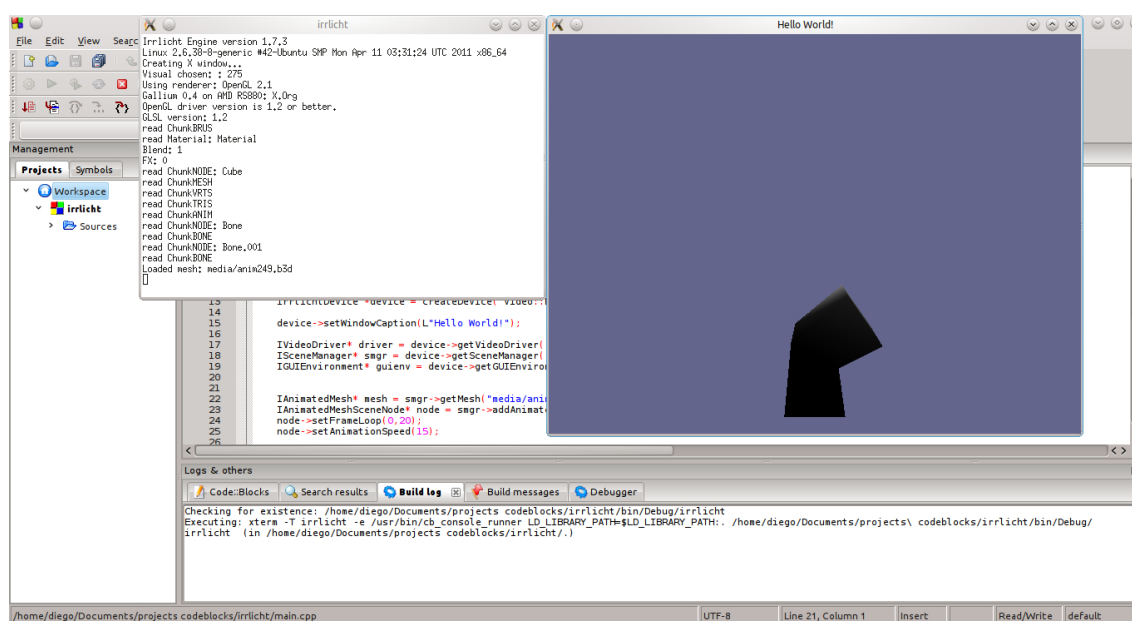 irrlicht
Hello World!
File Edit View Searc
Irrlicht Engine version 1.7.3
Linux 2.6.38-8-generic #42-Ubuntu SMP Mon Apr 11 03:31:24 UTC 2011 x86_64
Creating X window...
Visual chosen: : 275
Using renderer: OpenGL 2.1
Gallium 0.4 on AMD RS880: X.Org
OpenGL driver version is 1.2 or better.
GLSL version: 1.2
read ChunkBRUS
read Material: Material
Blend: 1
FX: 0
read ChunkNODE: Cube
read ChunkMESH
read ChunkVRTS
read ChunkTRIS
read ChunkANIM
read ChunkNODE: Bone
read ChunkBONE
read ChunkNODE: Bone.001
read ChunkBONE
Loaded mesh: media/anim249.b3d
Management
Projects Symbols
Workspace
irrlicht
Sources
13 IrrlichtDevice *device = createDevice( video::
14
15 device->setWindowCaption(L"Hello World!");
16
17 IVideoDriver* driver = device->getVideoDriver(
18 ISceneManager* smgr = device->getSceneManager(
19 IGUIEnvironment* guienv = device->getGUIEnviron
20
21
22 IAnimatedMesh* mesh = smgr->getMesh("media/ani
23 IAnimatedMeshSceneNode* node = smgr->addAnimat
24 node->setFrameLoop(0,20);
25 node->setAnimationSpeed(15);
26
Logs & others
Code::Blocks Search results Build log Build messages Debugger
Checking for existence: /home/diego/Documents/projects codeblocks/irrlicht/bin/Debug/irrlicht
Executing: xterm -T irrlicht -e /usr/bin/cb_console_runner LD_LIBRARY_PATH=$LD_LIBRARY_PATH:. /home/diego/Documents/projects\ codeblocks/irrlicht/bin/Debug/
irrlicht  (in /home/diego/Documents/projects codeblocks/irrlicht/.)
/home/diego/Documents/projects codeblocks/irrlicht/main.cpp UTF-8 Line 21, Column 1 Insert Read/Write default